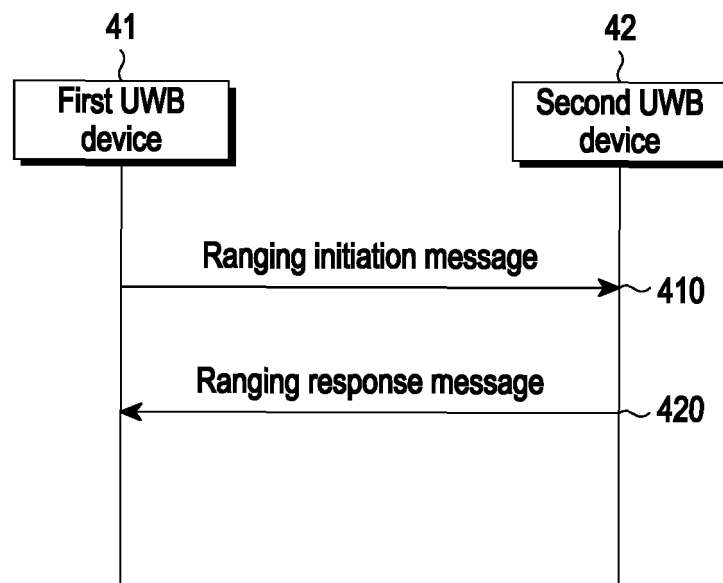 41
42
First UWB
device
Second UWB
device
Ranging initiation message
410
Ranging response message
420